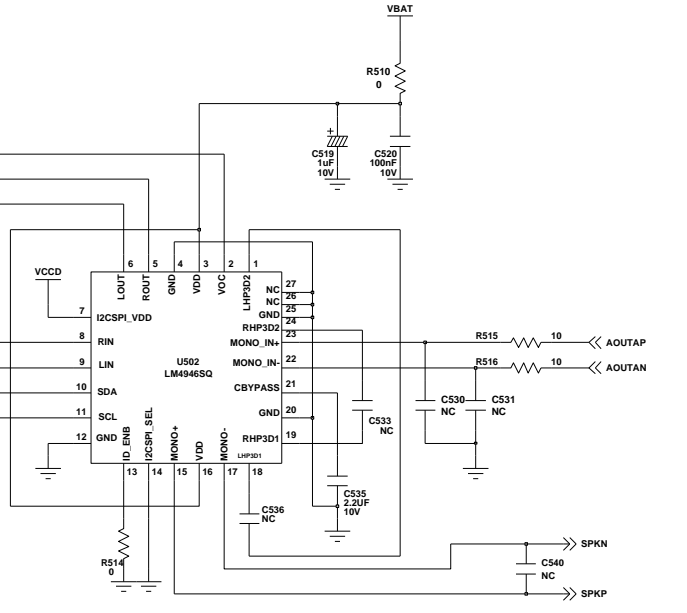 VBAT
R510
0
C519
1uF
10V
C520
100nF
10V
6
5
4
3
2
1
VCCD
LOUT
ROUT
GND
VDD
VOC
LHP3D2
NC
27
NC
26
GND
25
RHP3D2
24
7
I2CSPI_VDD
8
RIN
MONO_IN+
23
R515
10
AOUTAP
9
LIN
U502
LM4946SQ
MONO_IN-
22
R516
10
AOUTAN
10
SDA
CBYPASS
21
11
SCL
GND
20
12
GND
RHP3D1
19
C533
NC
C530
NC
C531
NC
ID_ENB
I2CSPI_SEL
MONO+
VDD
MONO-
LHP3D1
13
14
15
16
17
18
C535
2.2UF
10V
C536
NC
R514
0
SPKN
C540
NC
SPKP